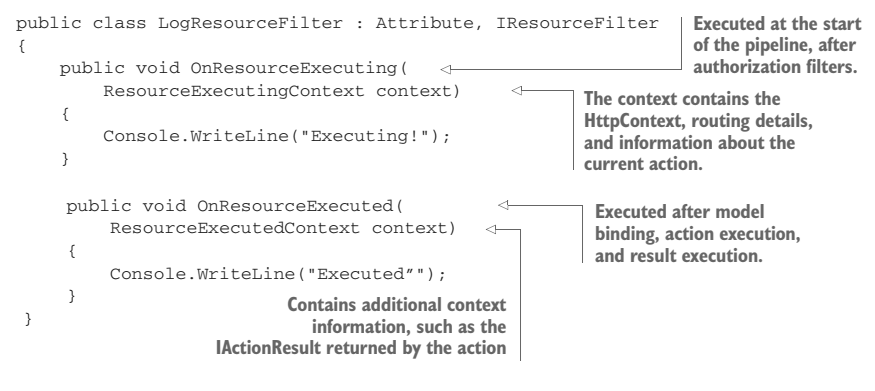 public class LogResourceFilter : Attribute, IResourceFilter
{
    public void OnResourceExecuting(
        ResourceExecutingContext context)
    {
        Console.WriteLine("Executing!");
    }
    public void OnResourceExecuted(
        ResourceExecutedContext context)
    {
        Console.WriteLine("Executed”");
    }
}
Executed at the start
of the pipeline, after
authorization filters.
The context contains the
HttpContext, routing details,
and information about the
current action.
Executed after model
binding, action execution,
and result execution.
Contains additional context
information, such as the
IActionResult returned by the action